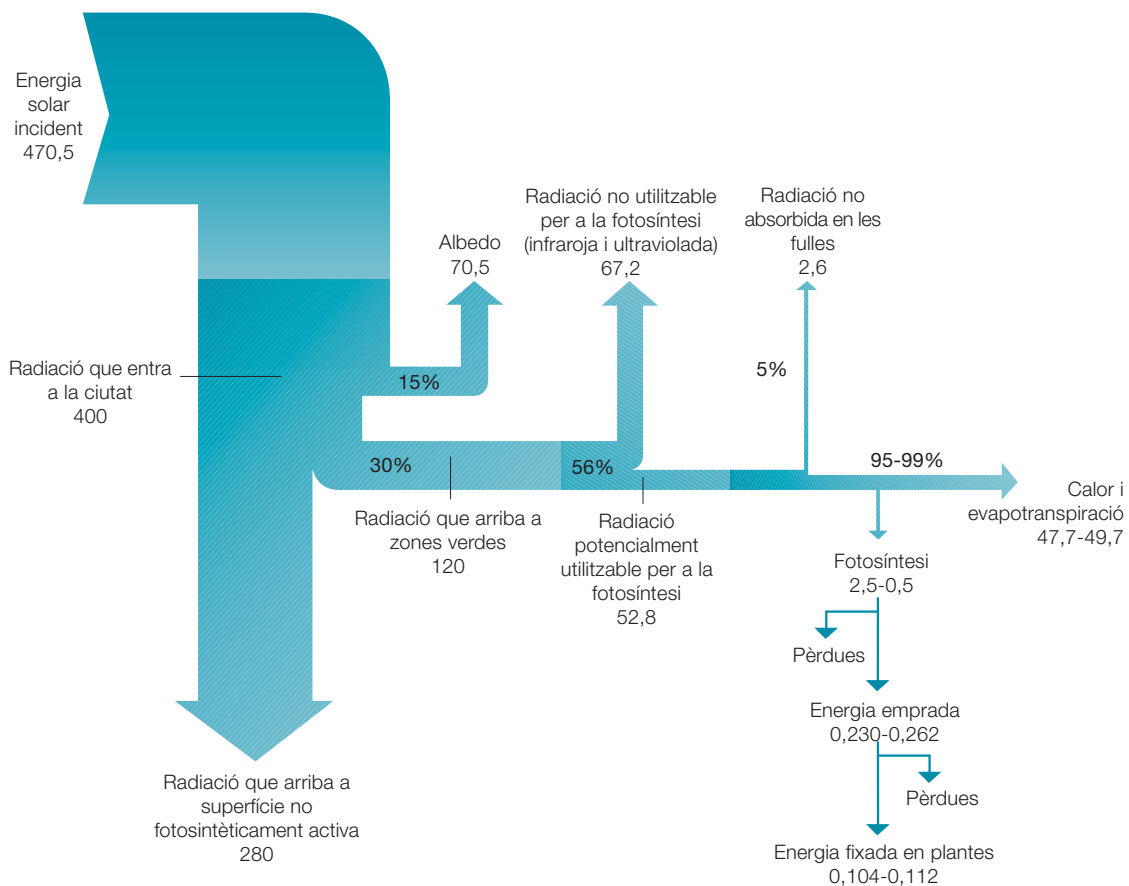 Energia
solar
incident
470,5
Radiació no utilitzable
per a la fotosíntesi
(infraroja i ultraviolada)
67,2
Radiació no
absorbida en les
fulles
2,6
Albedo
70,5
Radiació que entra
a la ciutat
400
15%
5%
30%
56%
95-99%
Calor i
evapotranspiració
47,7-49,7
Radiació que arriba a
zones verdes
120
Radiació
potencialment
utilitzable per a la
fotosíntesi
52,8
Fotosíntesi
2,5-0,5
Pèrdues
Energia emprada
0,230-0,262
Pèrdues
Radiació que arriba a
superfície no
fotosintèticament activa
280
Energia fixada en plantes
0,104-0,112